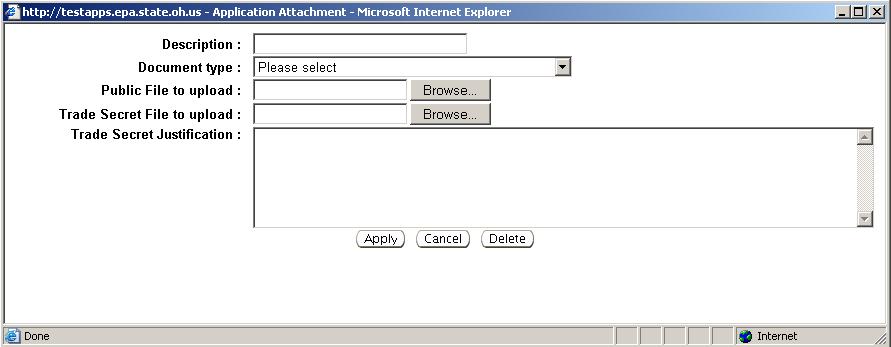 http://testapps.epa.state.oh.us - Application Attachment - Microsoft Internet Explorer
Description :
Document type : Please select
Public File to upload : Browse...
Trade Secret File to upload : Browse...
Trade Secret Justification :
Apply Cancel Delete
Done Internet